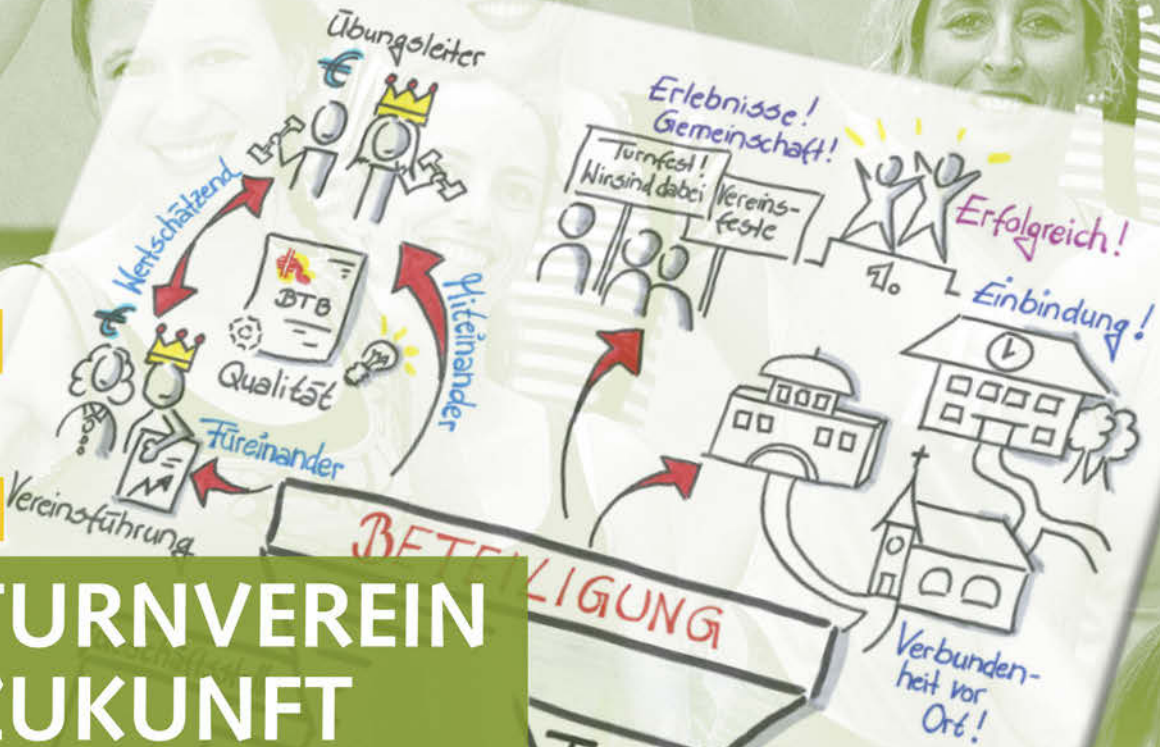 Übungsleiter
€
Wertschätzend
BTB
Qualität
€
Miteinander
Füreinander
Vereinsführung
Erlebnisse!
Gemeinschaft!
Turnfest!
Wir sind dabei
Vereins-
feste
Erfolgreich!
1.
Einbindung!
Verbunden-
heit vor
Ort!
BETEILIGUNG
TURNVEREIN
ZUKUNFT